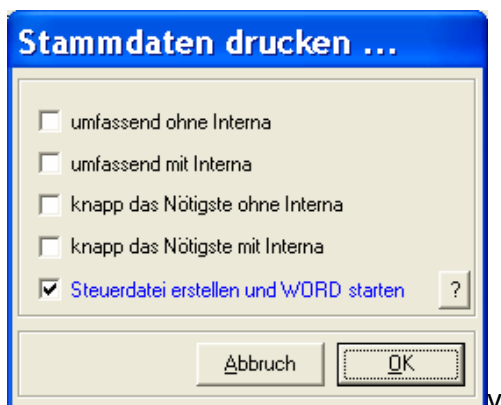 Stammdaten drucken ...
umfassend ohne Interna
umfassend mit Interna
knapp das Nötigste ohne Interna
knapp das Nötigste mit Interna
Steuerdatei erstellen und WORD starten ?
Abbruch OK